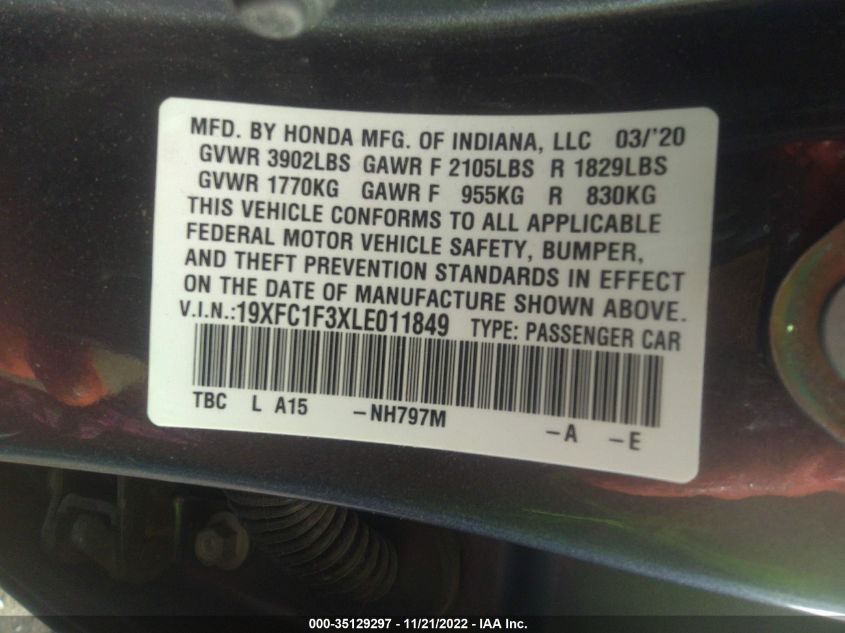 MFD. BY HONDA MFG. OF INDIANA, LLC 03/'20
GVWR 3902LBS GAWR F 2105LBS R 1829LBS
GVWR 1770KG GAWR F 955KG R 830KG
THIS VEHICLE CONFORMS TO ALL APPLICABLE
FEDERAL MOTOR VEHICLE SAFETY, BUMPER,
AND THEFT PREVENTION STANDARDS IN EFFECT
ON THE DATE OF MANUFACTURE SHOWN ABOVE.
V.I.N.:19XFC1F3XLE011849 TYPE: PASSENGER CAR
TBC L A15 -NH797M -A -E
000-35129297 - 11/21/2022 - IAA Inc.